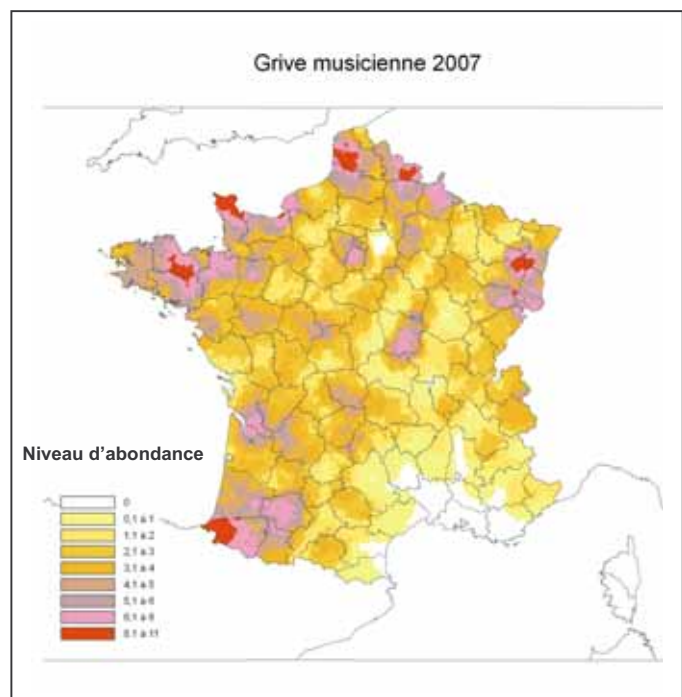 Grive musicienne 2007
Niveau d'abondance
0
0,1 à 1
1,1 à 2
2,1 à 3
3,1 à 4
4,1 à 5
5,1 à 6
6,1 à 8
8,1 à 11